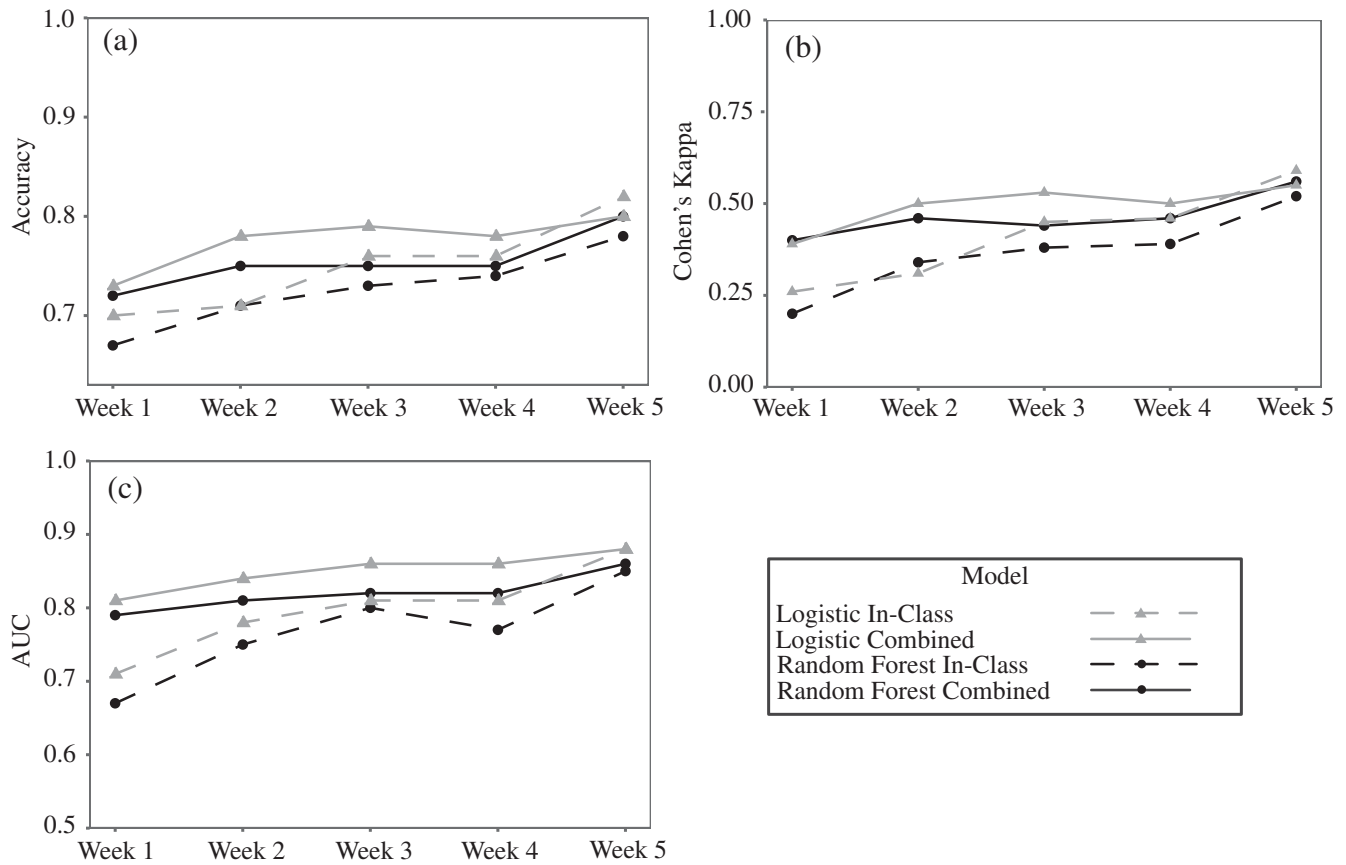 (a)
1.0
0.9
0.8
0.7
Accuracy
Week 1 Week 2 Week 3 Week 4 Week 5
(b)
1.00
0.75
0.50
0.25
0.00
Cohen's Kappa
Week 1 Week 2 Week 3 Week 4 Week 5
(c)
1.0
0.9
0.8
0.7
0.6
0.5
AUC
Week 1 Week 2 Week 3 Week 4 Week 5
Model
Logistic In-Class
Logistic Combined
Random Forest In-Class
Random Forest Combined